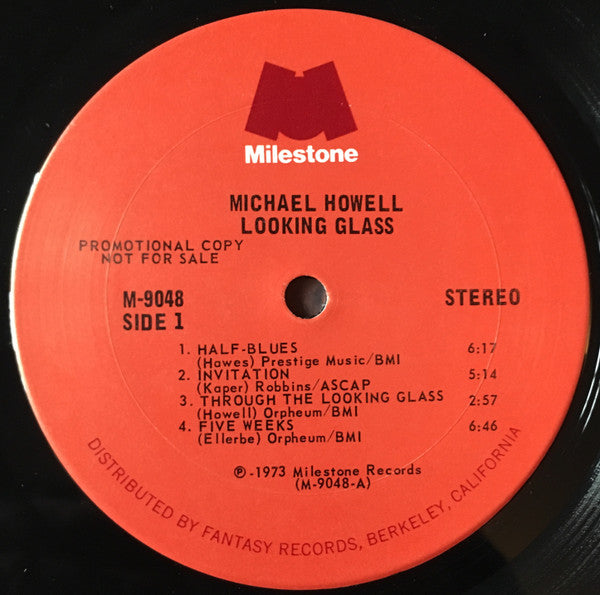 Milestone
MICHAEL HOWELL
LOOKING GLASS
PROMOTIONAL COPY
NOT FOR SALE
M-9048
SIDE 1
STEREO
1. HALF-BLUES 6:17
(Hawes) Prestige Music/BMI
2. INVITATION 5:14
(Kaper) Robbins/ASCAP
3. THROUGH THE LOOKING GLASS 2:57
(Howell) Orpheum/BMI
4. FIVE WEEKS 6:46
(Ellerbe) Orpheum/BMI
℗-1973 Milestone Records
(M-9048-A)
DISTRIBUTED BY FANTASY RECORDS, BERKELEY, CALIFORNIA